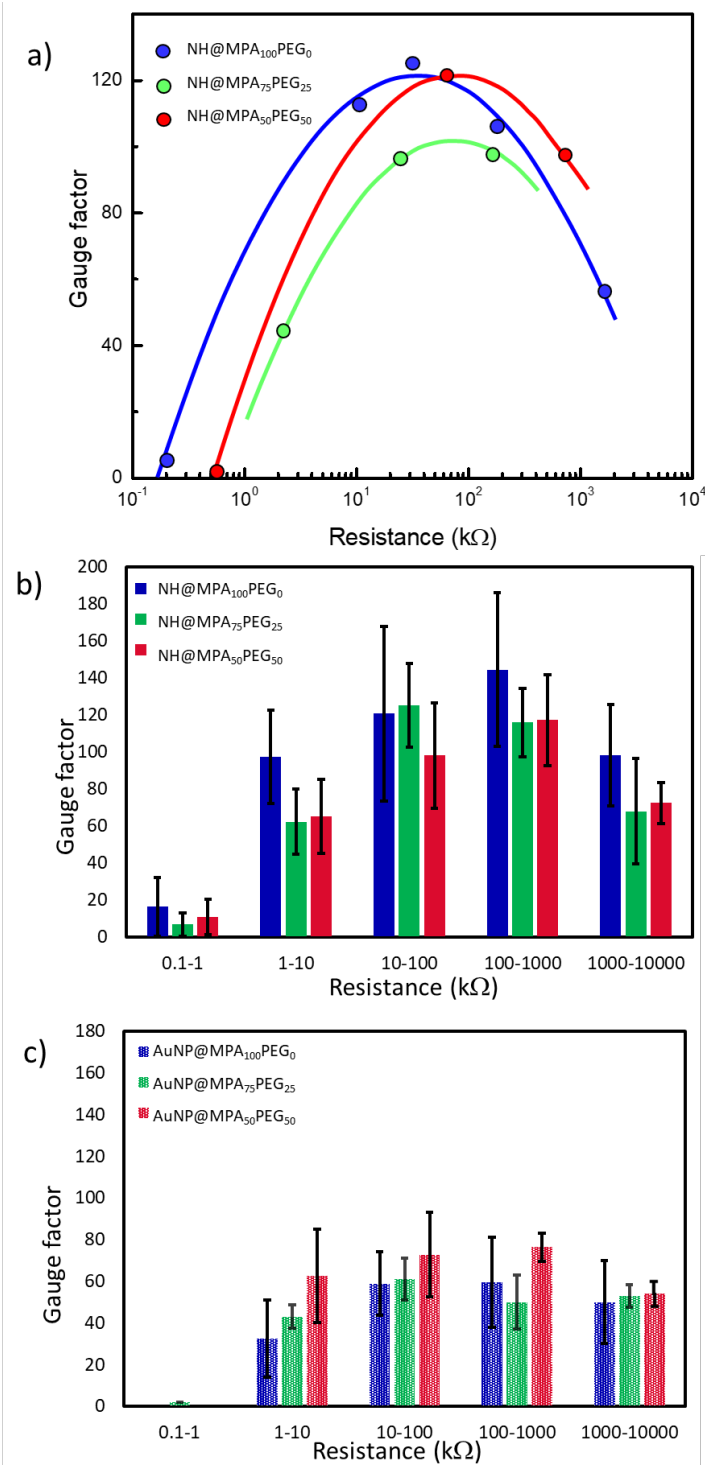 a)
NH@MPA₁₀₀PEG₀
NH@MPA₇₅PEG₂₅
NH@MPA₅₀PEG₅₀
Gauge factor
120
80
40
0
10⁻¹ 10⁰ 10¹ 10² 10³ 10⁴
Resistance (kΩ)
b)
NH@MPA₁₀₀PEG₀
NH@MPA₇₅PEG₂₅
NH@MPA₅₀PEG₅₀
Gauge factor
200
180
160
140
120
100
80
60
40
20
0
0.1-1 1-10 10-100 100-1000 1000-10000
Resistance (kΩ)
c)
AuNP@MPA₁₀₀PEG₀
AuNP@MPA₇₅PEG₂₅
AuNP@MPA₅₀PEG₅₀
Gauge factor
180
160
140
120
100
80
60
40
20
0
0.1-1 1-10 10-100 100-1000 1000-10000
Resistance (kΩ)